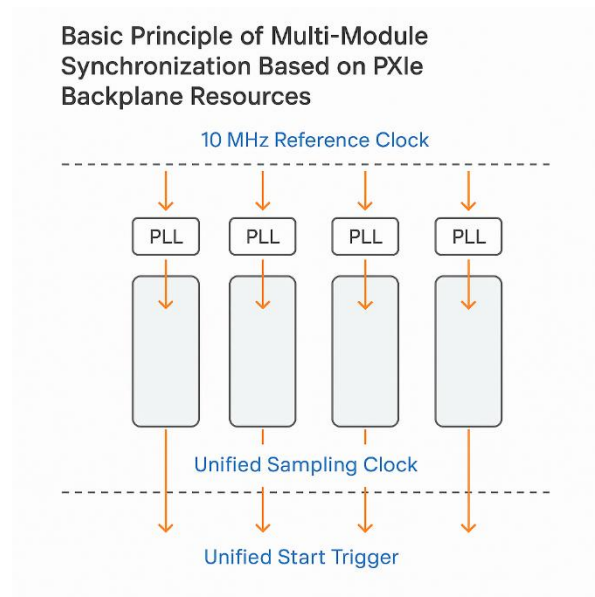 Basic Principle of Multi-Module
Synchronization Based on PXIe
Backplane Resources
10 MHz Reference Clock
PLL PLL PLL PLL
Unified Sampling Clock
Unified Start Trigger